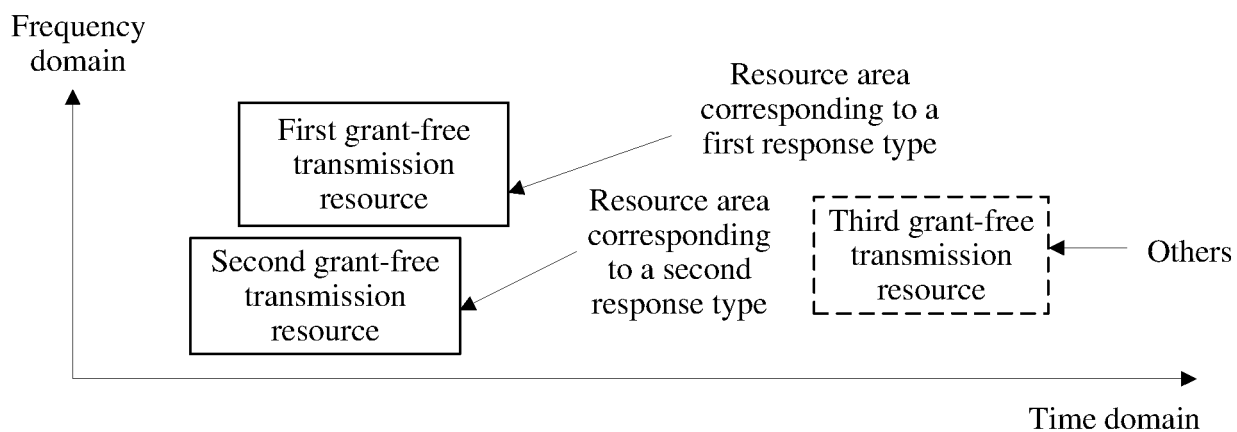 Frequency
domain
First grant-free
transmission
resource
Resource area
corresponding to a
first response type
Second grant-free
transmission
resource
Resource area
corresponding
to a second
response type
Third grant-free
transmission
resource
Others
Time domain